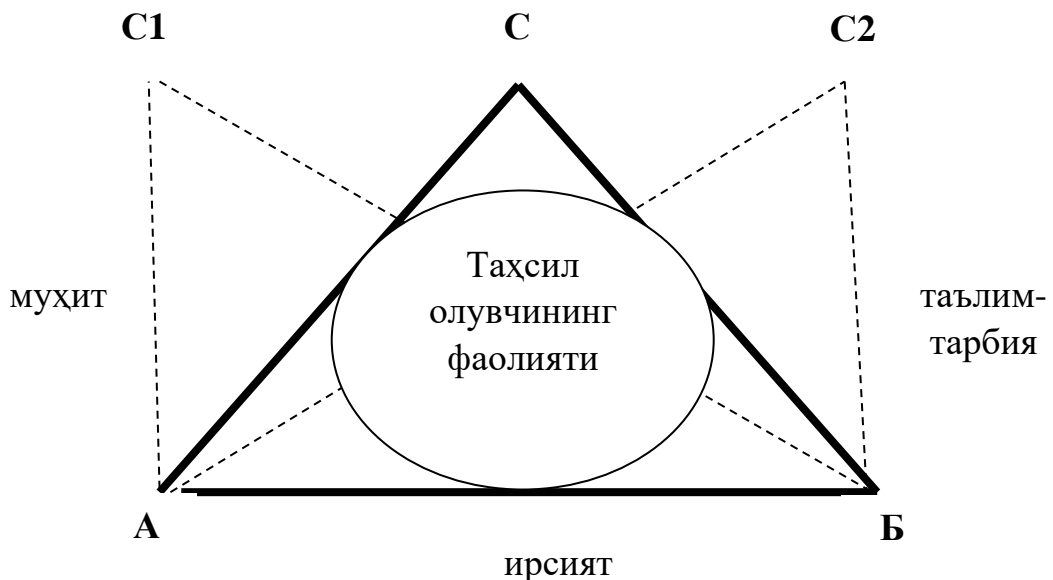 С1
С
С2
муҳит
Таҳсил
олувчининг
фаолияти
таълим-
тарбия
А
Б
ирсият